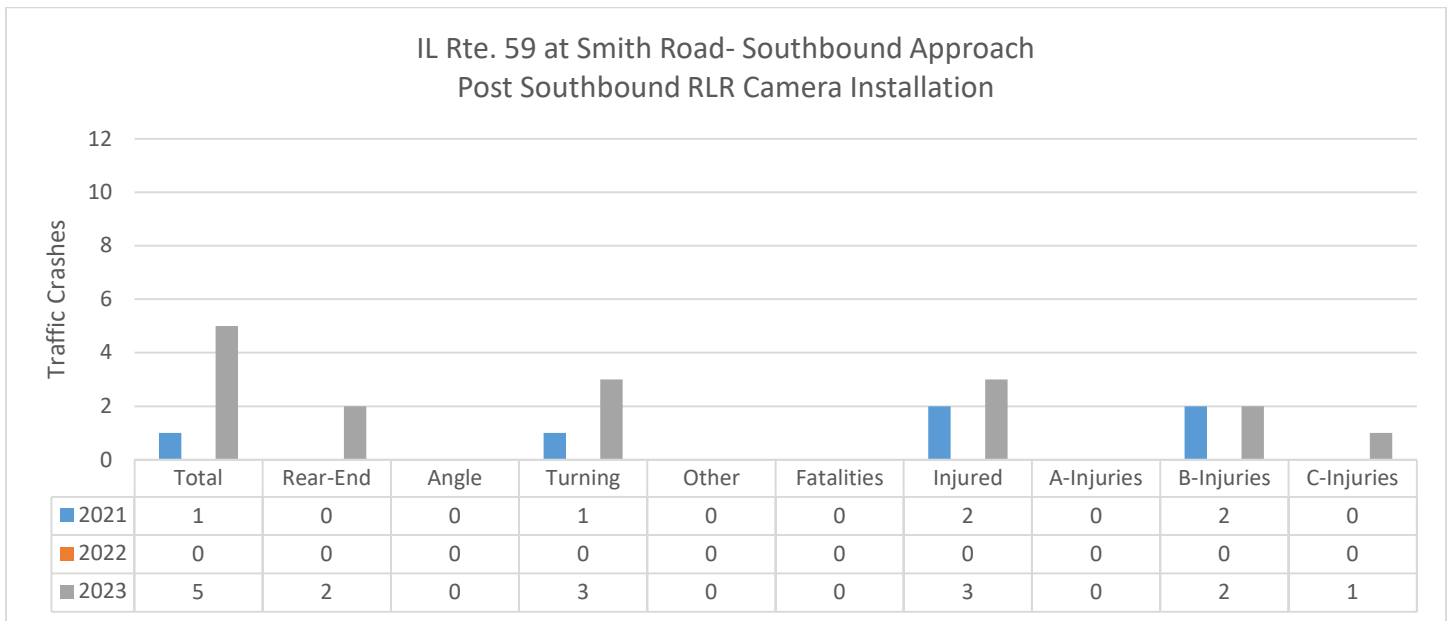 IL Rte. 59 at Smith Road- Southbound Approach
Post Southbound RLR Camera Installation
12
10
8
6
4
2
0
Traffic Crashes
Total Rear-End Angle Turning Other Fatalities Injured A-Injuries B-Injuries C-Injuries
2021 1 0 0 1 0 0 2 0 2 0
2022 0 0 0 0 0 0 0 0 0 0
2023 5 2 0 3 0 0 3 0 2 1